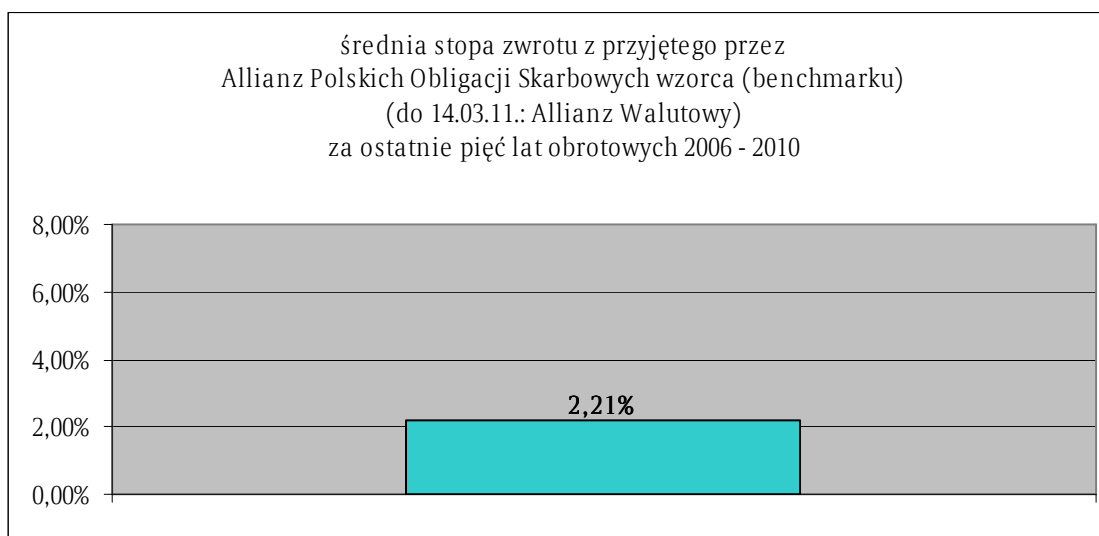 średnia stopa zwrotu z przyjętego przez
Allianz Polskich Obligacji Skarbowych wzorca (benchmarku)
(do 14.03.11.: Allianz Walutowy)
za ostatnie pięć lat obrotowych 2006 - 2010
8,00%
6,00%
4,00%
2,21%
2,00%
0,00%